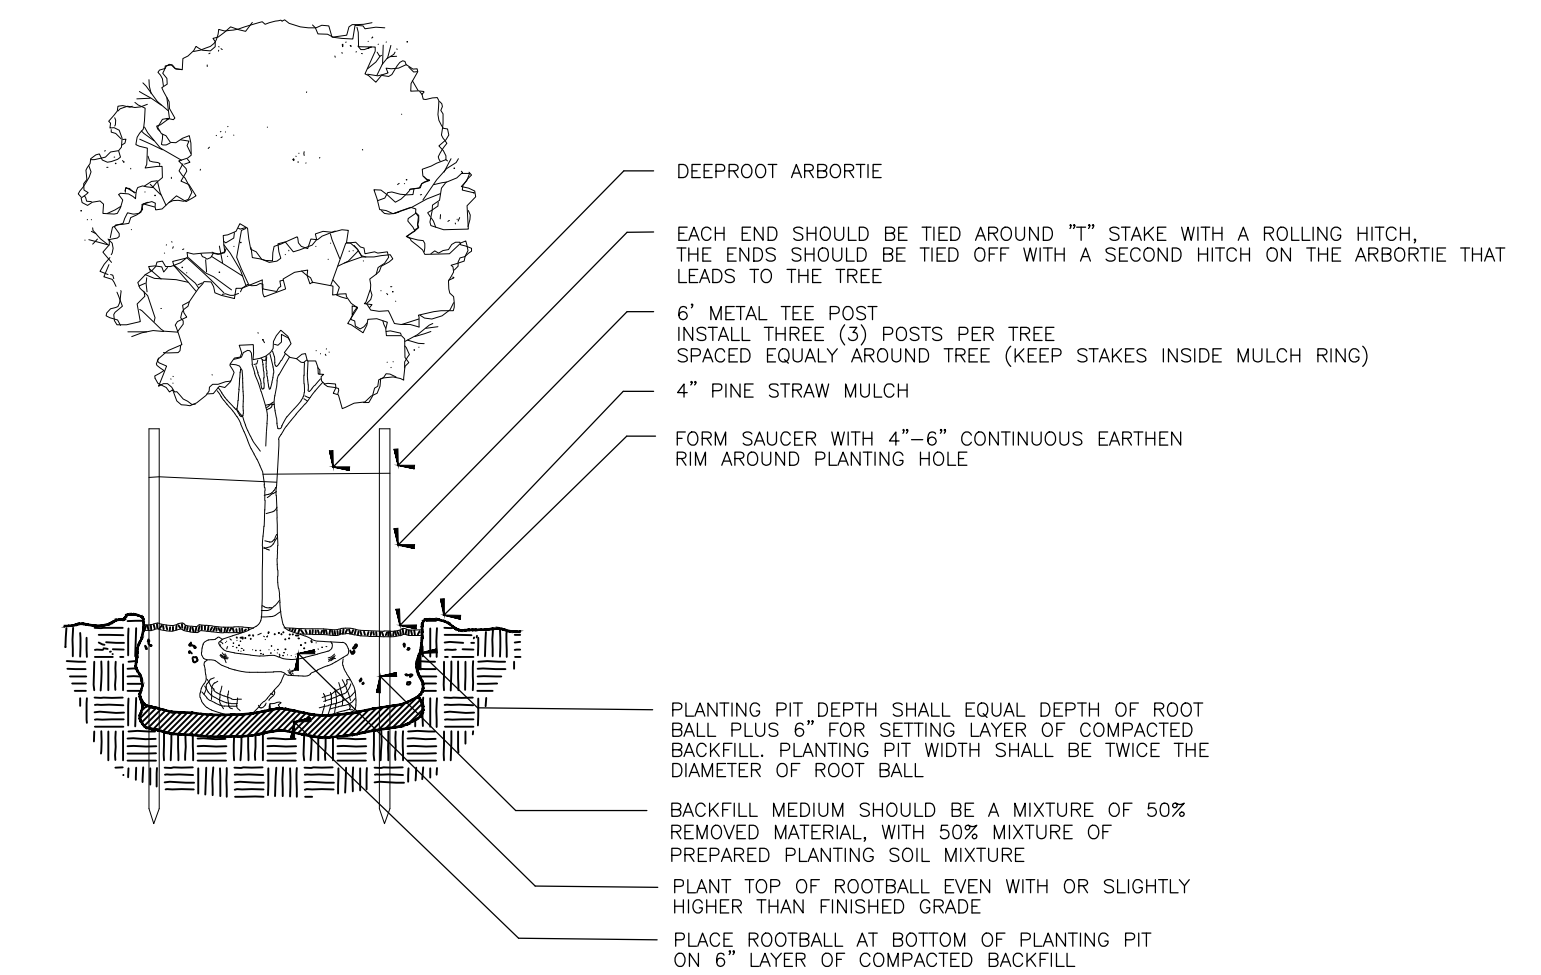 DEEPROOT ARBORTIE
EACH END SHOULD BE TIED AROUND "T" STAKE WITH A ROLLING HITCH,
THE ENDS SHOULD BE TIED OFF WITH A SECOND HITCH ON THE ARBORTIE THAT
LEADS TO THE TREE
6' METAL TEE POST
INSTALL THREE (3) POSTS PER TREE
SPACED EQUALY AROUND TREE (KEEP STAKES INSIDE MULCH RING)
4" PINE STRAW MULCH
FORM SAUCER WITH 4"-6" CONTINUOUS EARTHEN
RIM AROUND PLANTING HOLE
PLANTING PIT DEPTH SHALL EQUAL DEPTH OF ROOT
BALL PLUS 6" FOR SETTING LAYER OF COMPACTED
BACKFILL. PLANTING PIT WIDTH SHALL BE TWICE THE
DIAMETER OF ROOT BALL
BACKFILL MEDIUM SHOULD BE A MIXTURE OF 50%
REMOVED MATERIAL, WITH 50% MIXTURE OF
PREPARED PLANTING SOIL MIXTURE
PLANT TOP OF ROOTBALL EVEN WITH OR SLIGHTLY
HIGHER THAN FINISHED GRADE
PLACE ROOTBALL AT BOTTOM OF PLANTING PIT
ON 6" LAYER OF COMPACTED BACKFILL